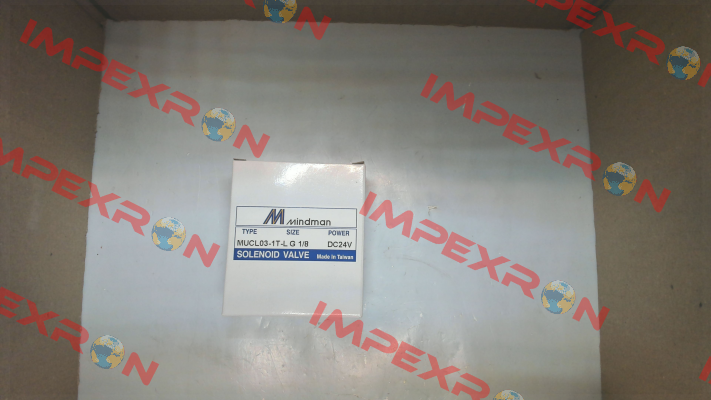 IMPEXRON
IMPEXRON
IMPEXRON
IMPEXRON
IMPEXRON
IMPEXRON
IMPEXRON
IMPEXRON
M Mindman
TYPE SIZE POWER
MUCL03-1T-L G 1/8 DC24V
SOLENOID VALVE Made in Taiwan